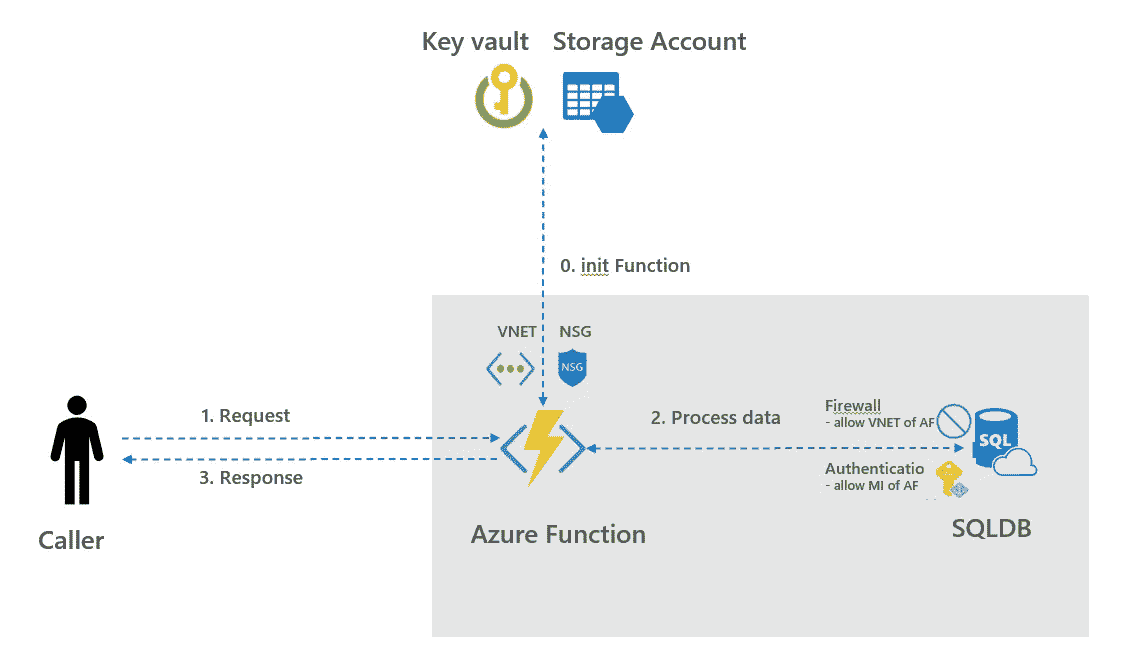 Key vault
Storage Account
0. init Function
VNET
NSG
NSG
1. Request
2. Process data
Firewall
- allow VNET of AF
SQL
Authenticatio
- allow MI of AF
3. Response
Caller
Azure Function
SQLDB